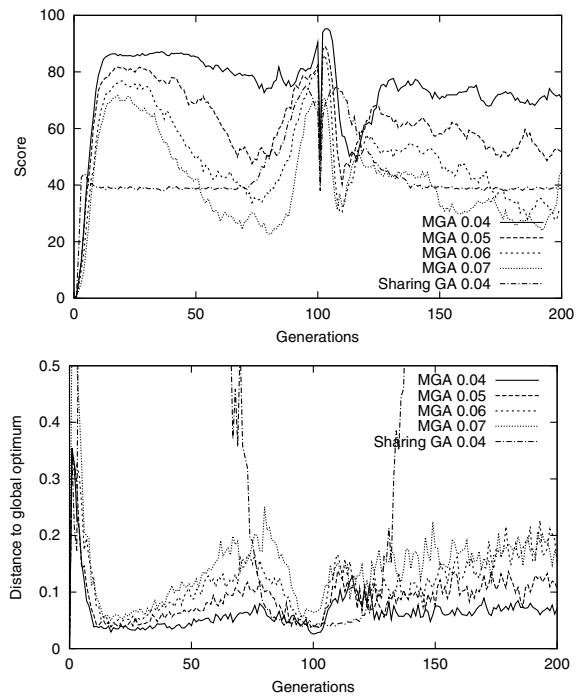 100
80
60
40
20
0
Score
0 50 100 150 200
Generations
MGA 0.04
MGA 0.05
MGA 0.06
MGA 0.07
Sharing GA 0.04
0.5
0.4
0.3
0.2
0.1
0
Distance to global optimum
0 50 100 150 200
Generations
MGA 0.04
MGA 0.05
MGA 0.06
MGA 0.07
Sharing GA 0.04